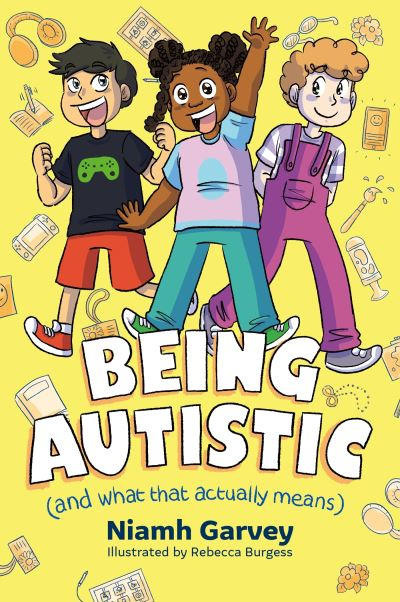 BEING
AUTISTIC
(and what that actually means)
Niamh Garvey
Illustrated by Rebecca Burgess